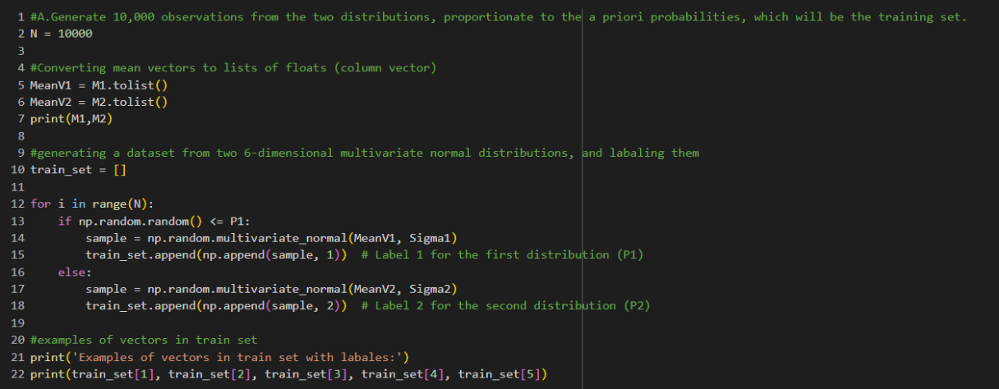 1 #A.Generate 10,000 observations from the two distributions, proportionate to the a priori probabilities, which will be the training set.
2 N = 10000
3
4 #Converting mean vectors to lists of floats (column vector)
5 MeanV1 = M1.tolist()
6 MeanV2 = M2.tolist()
7 print(M1,M2)
8
9 #generating a dataset from two 6-dimensional multivariate normal distributions, and labaling them
10 train_set = []
11
12 for i in range(N):
13     if np.random.random() <= P1:
14         sample = np.random.multivariate_normal(MeanV1, Sigma1)
15         train_set.append(np.append(sample, 1))  # Label 1 for the first distribution (P1)
16     else:
17         sample = np.random.multivariate_normal(MeanV2, Sigma2)
18         train_set.append(np.append(sample, 2))  # Label 2 for the second distribution (P2)
19
20 #examples of vectors in train set
21 print('Examples of vectors in train set with labales:')
22 print(train_set[1], train_set[2], train_set[3], train_set[4], train_set[5])